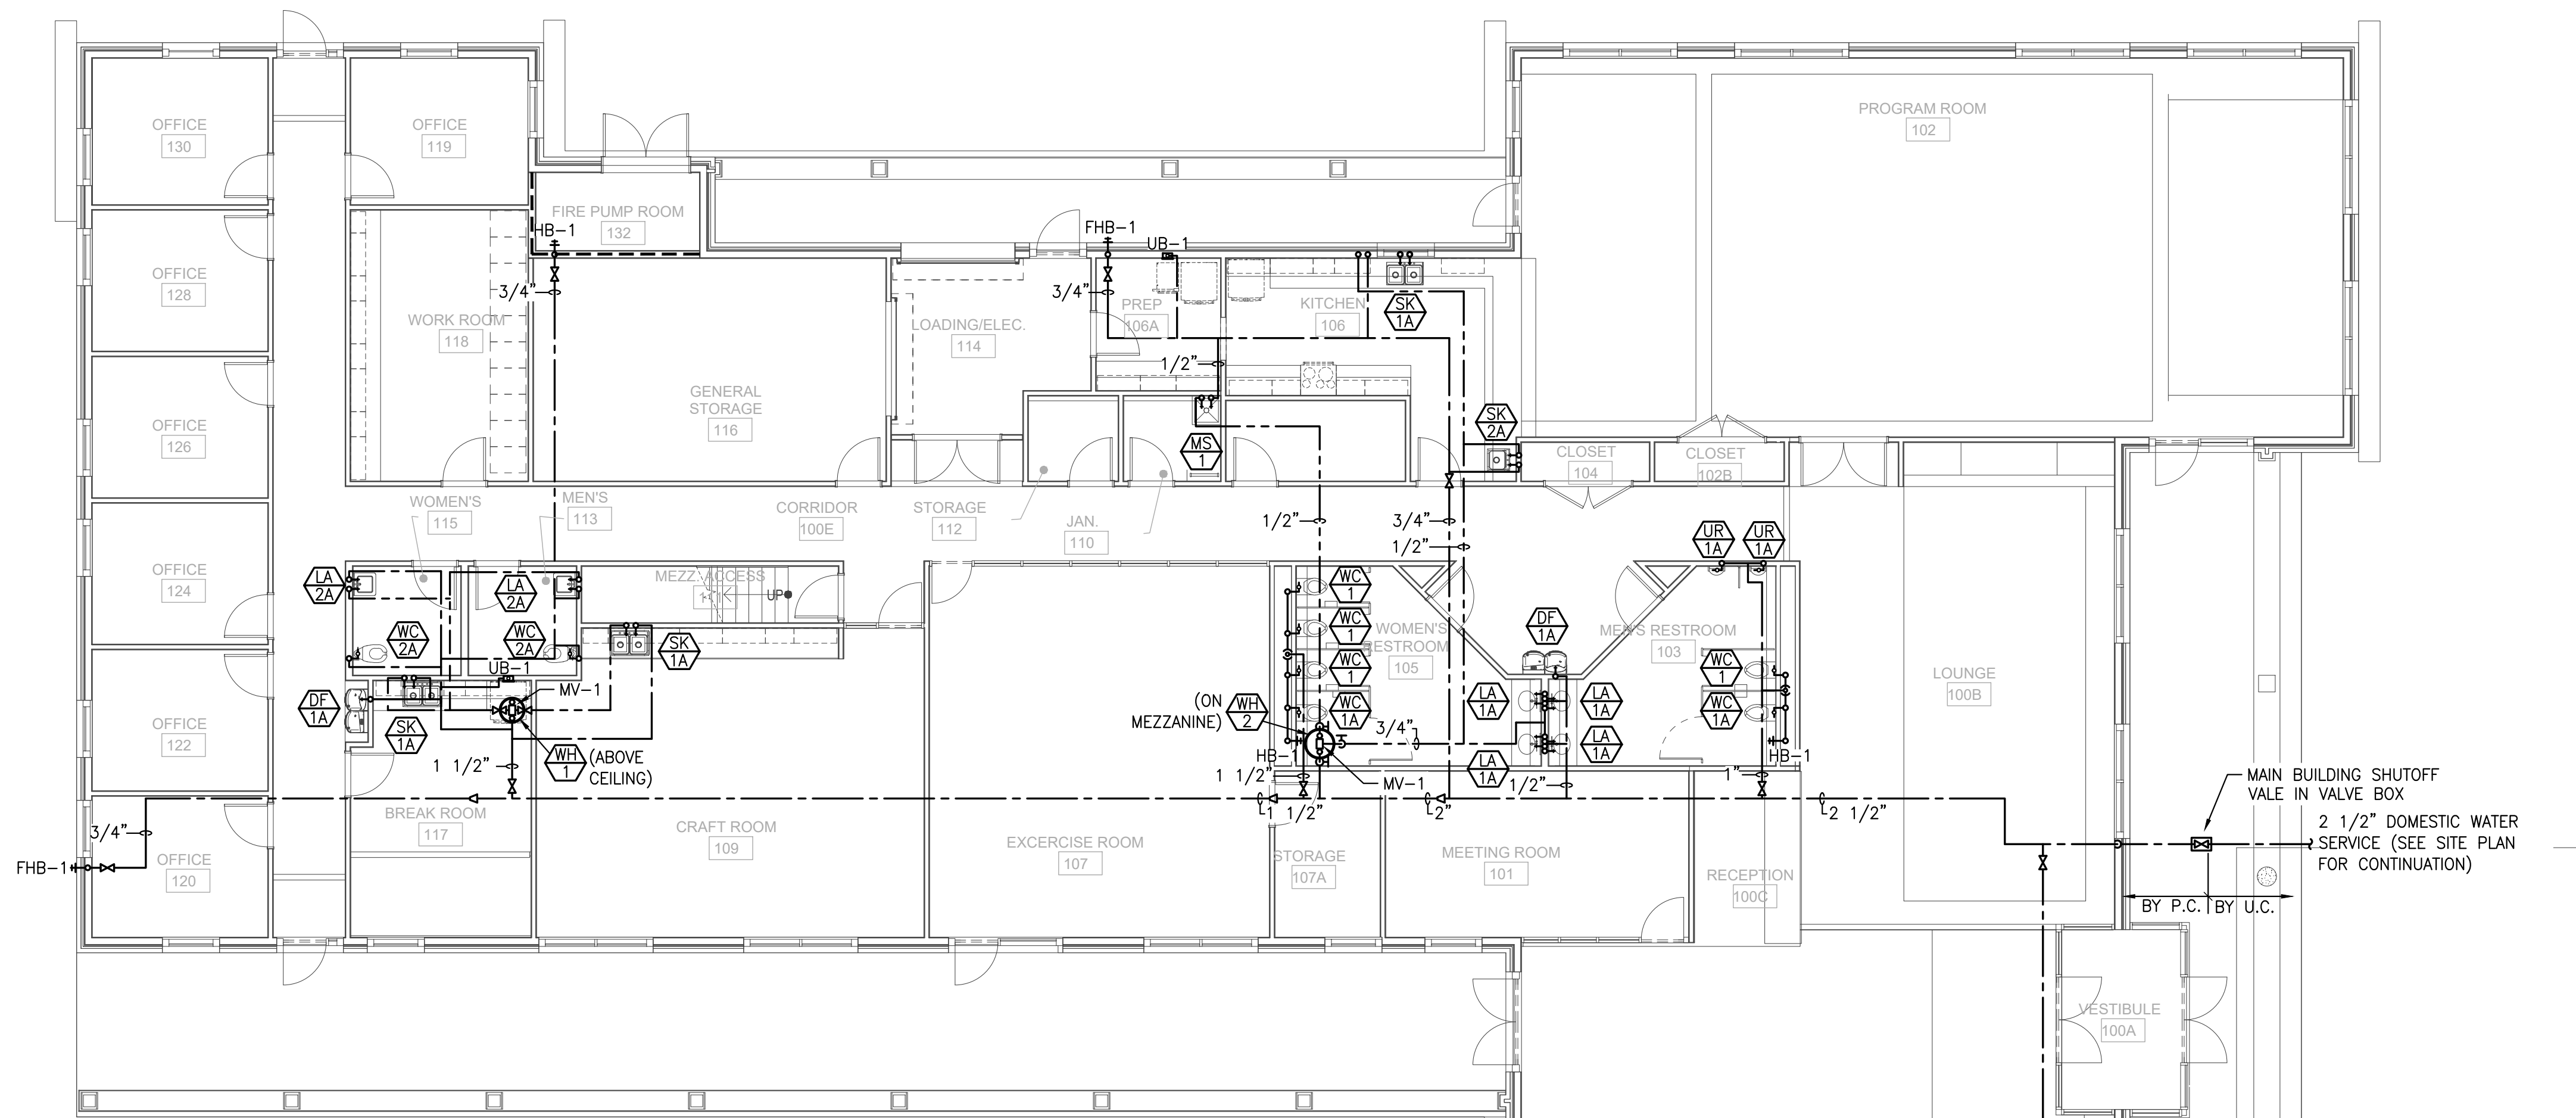 OFFICE
130
OFFICE
119
PROGRAM ROOM
102
FIRE PUMP ROOM
132
HB-1
FHB-1
UB-1
OFFICE
128
3/4"
3/4"
PREP
106A
KITCHEN
106
SK
1A
WORK ROOM
118
LOADING/ELEC.
114
1/2"
GENERAL
STORAGE
116
OFFICE
126
SK
2A
MS
1
CLOSET
104
CLOSET
102B
WOMEN'S
115
MEN'S
113
CORRIDOR
100E
STORAGE
112
JAN.
110
1/2"
3/4"
1/2"
UR
1A
UR
1A
OFFICE
124
LA
2A
LA
2A
MEZZ. ACCESS
UP
WC
1
WC
1
WC
1
WC
1A
WC
2A
WC
2A
SK
1A
WOMEN'S
RESTROOM
105
DF
1A
MEN'S RESTROOM
103
WC
1
WC
1A
LOUNGE
100B
UB-1
MV-1
DF
1A
SK
1A
OFFICE
122
WH
1
(ABOVE
CEILING)
1 1/2"
(ON
MEZZANINE)
WH
2
LA
1A
LA
1A
LA
1A
LA
1A
3/4"
HB-1
HB-1
1 1/2"
MV-1
1/2"
1"
MAIN BUILDING SHUTOFF
VALE IN VALVE BOX
1 1/2"
2"
2 1/2"
2 1/2" DOMESTIC WATER
SERVICE (SEE SITE PLAN
FOR CONTINUATION)
3/4"
BREAK ROOM
117
CRAFT ROOM
109
EXCERCISE ROOM
107
STORAGE
107A
MEETING ROOM
101
RECEPTION
100C
FHB-1
OFFICE
120
BY P.C.
BY U.C.
VESTIBULE
100A